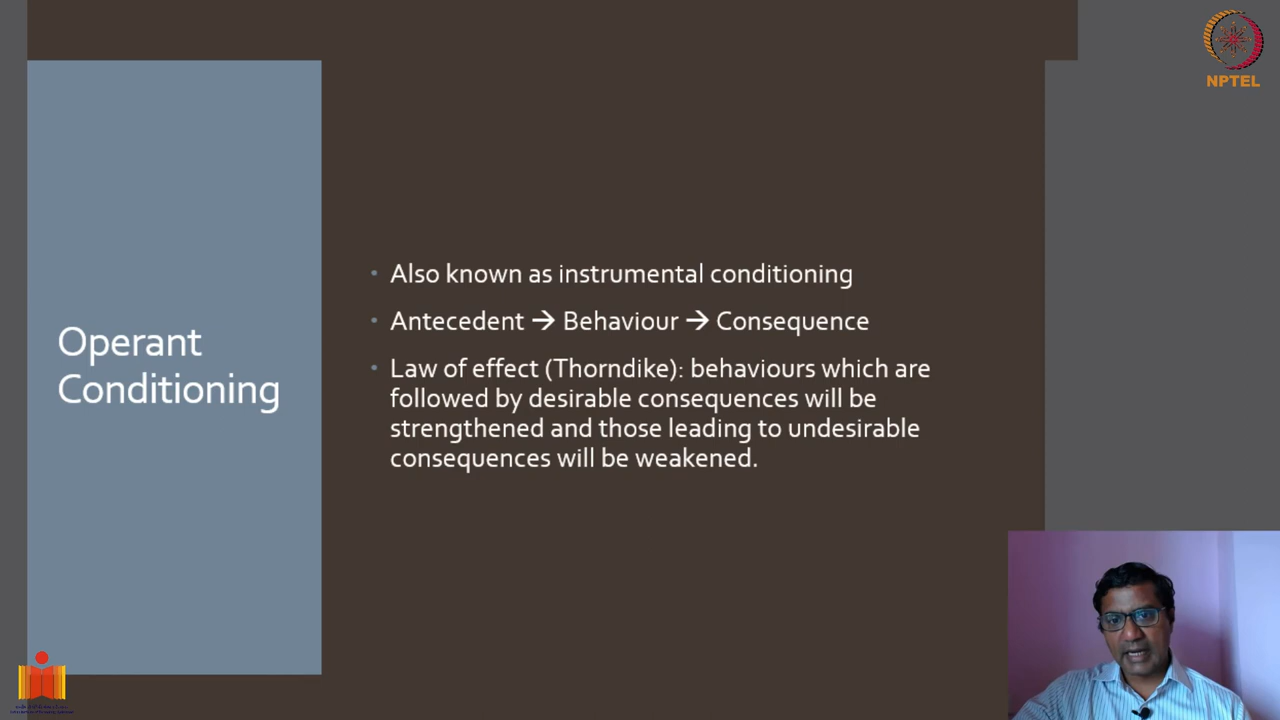 NPTEL
Operant
Conditioning
• Also known as instrumental conditioning
• Antecedent → Behaviour → Consequence
• Law of effect (Thorndike): behaviours which are
followed by desirable consequences will be
strengthened and those leading to undesirable
consequences will be weakened.